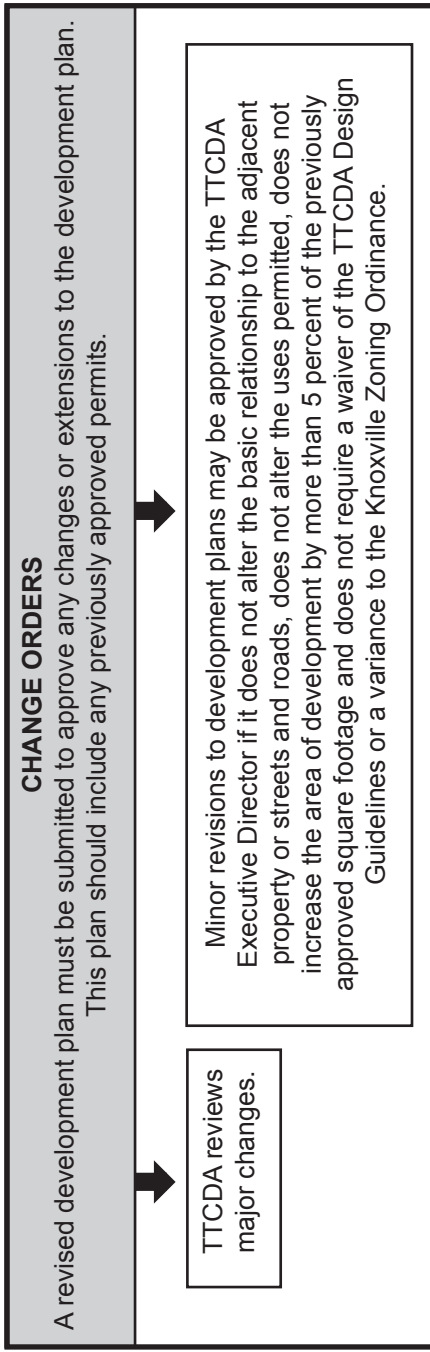 CHANGE ORDERS
A revised development plan must be submitted to approve any changes or extensions to the development plan.
This plan should include any previously approved permits.
TTCDA reviews
major changes.
Minor revisions to development plans may be approved by the TTCDA
Executive Director if it does not alter the basic relationship to the adjacent
property or streets and roads, does not alter the uses permitted, does not
increase the area of development by more than 5 percent of the previously
approved square footage and does not require a waiver of the TTCDA Design
Guidelines or a variance to the Knoxville Zoning Ordinance.